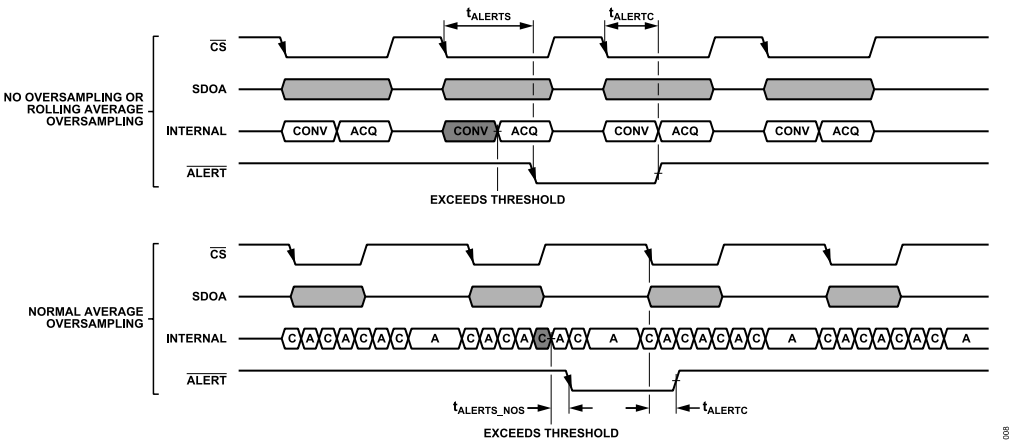 tALERTS
tALERTC
CS
SDOA
NO OVERSAMPLING OR
ROLLING AVERAGE
OVERSAMPLING
INTERNAL
CONV ACQ CONV ACQ CONV ACQ CONV ACQ
ALERT
EXCEEDS THRESHOLD
CS
SDOA
NORMAL AVERAGE
OVERSAMPLING
INTERNAL
C A C A C A C A C A C A C A C A C A C A C A C A C A C A C A C A
ALERT
tALERTS_NOS
tALERTC
EXCEEDS THRESHOLD
008